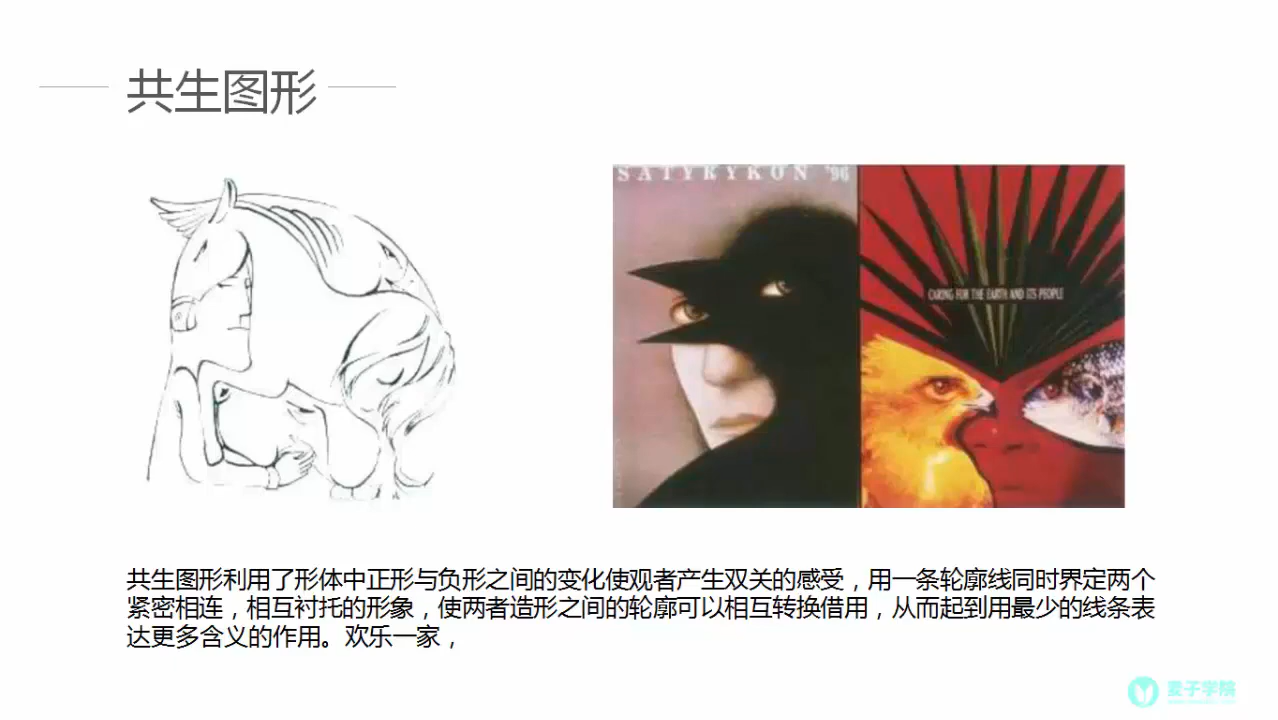 共生图形
SATYRYKON '96
CARING FOR THE EARTH AND ITS PEOPLE
共生图形利用了形体中正形与负形之间的变化使观者产生双关的感受，用一条轮廓线同时界定两个
紧密相连，相互衬托的形象，使两者造形之间的轮廓可以相互转换借用，从而起到用最少的线条表
达更多含义的作用。欢乐一家，
麦子学院